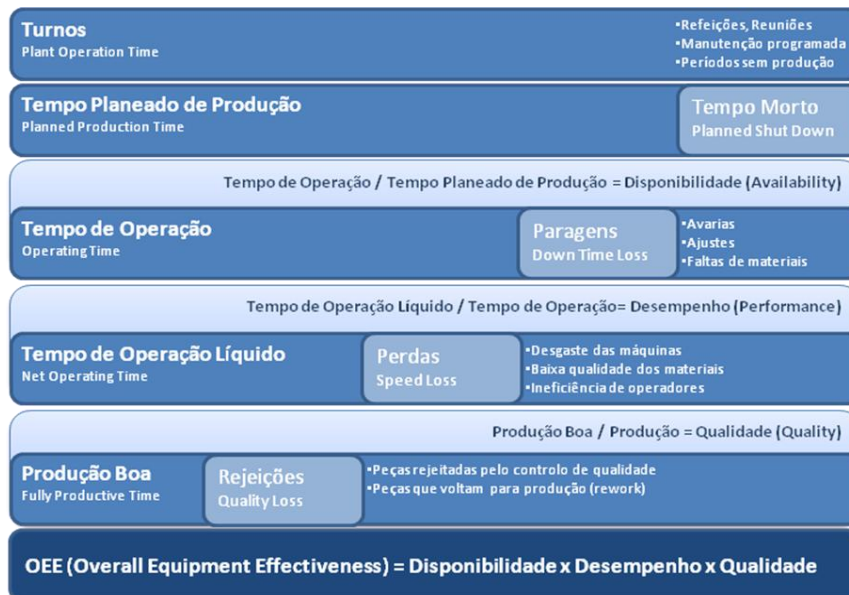 Turnos
Plant Operation Time
•Refeições, Reuniões
•Manutenção programada
•Períodos sem produção
Tempo Planeado de Produção
Planned Production Time
Tempo Morto
Planned Shut Down
Tempo de Operação / Tempo Planeado de Produção = Disponibilidade (Availability)
Tempo de Operação
Operating Time
Paragens
Down Time Loss
•Avarias
•Ajustes
•Faltas de materiais
Tempo de Operação Líquido / Tempo de Operação= Desempenho (Performance)
Tempo de Operação Líquido
Net Operating Time
Perdas
Speed Loss
•Desgaste das máquinas
•Baixa qualidade dos materiais
•Ineficiência de operadores
Produção Boa / Produção = Qualidade (Quality)
Produção Boa
Fully Productive Time
Rejeições
Quality Loss
•Peças rejeitadas pelo controlo de qualidade
•Peças que voltam para produção (rework)
OEE (Overall Equipment Effectiveness) = Disponibilidade x Desempenho x Qualidade